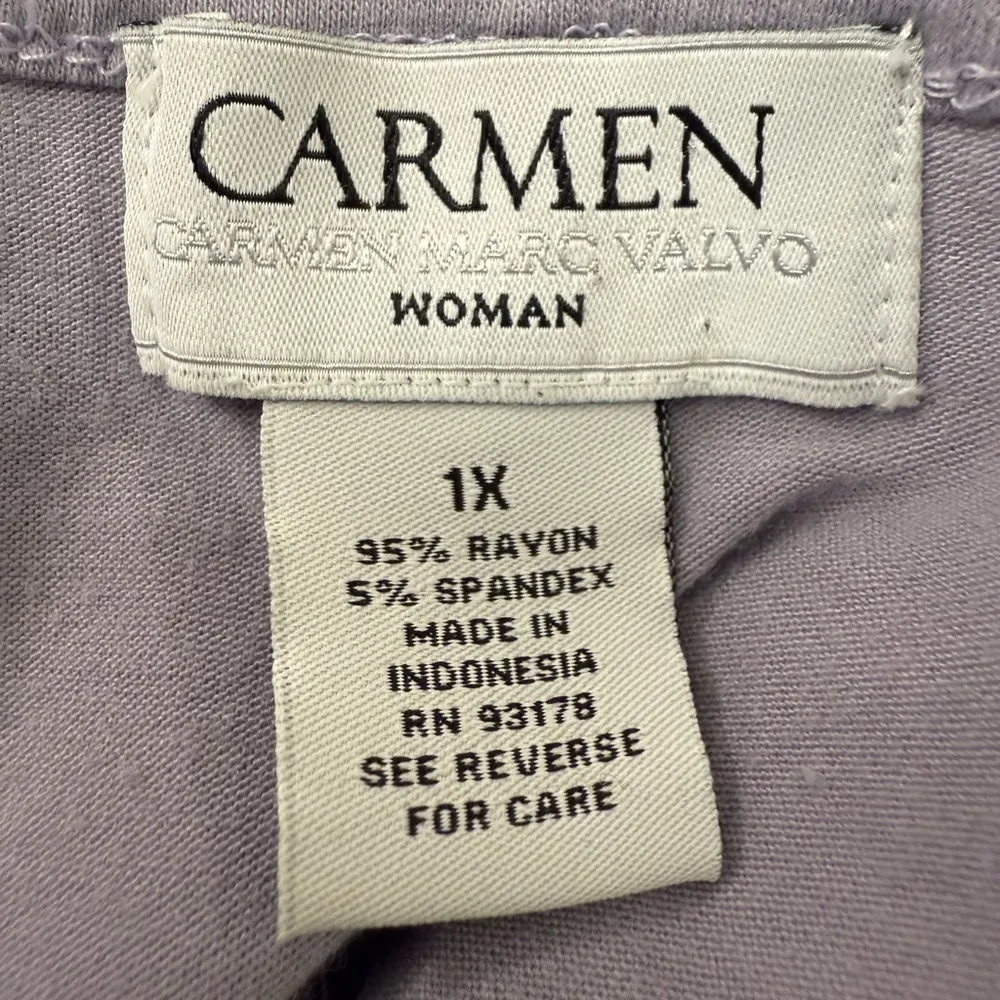 CARMEN
CARMEN MARC VALVO
WOMAN
1X
95% RAYON
5% SPANDEX
MADE IN
INDONESIA
RN 93178
SEE REVERSE
FOR CARE